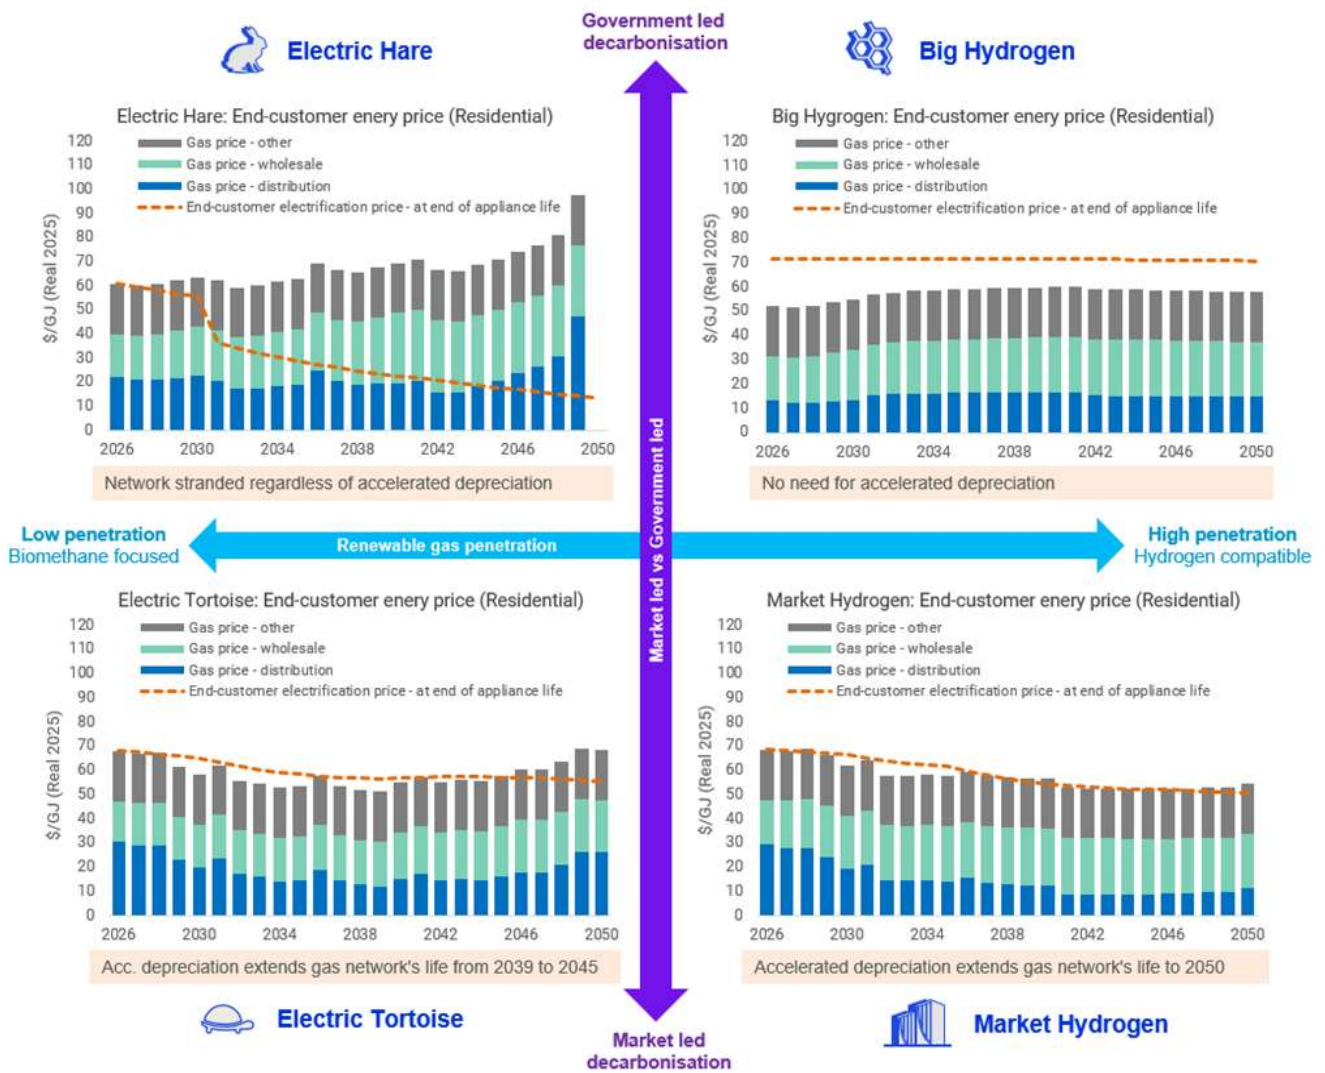 Government led
decarbonisation
Electric Hare
Big Hydrogen
Electric Hare: End-customer enery price (Residential)
120
110
100
90
80
70
60
50
40
30
20
10
0
$/GJ (Real 2025)
Gas price - other
Gas price - wholesale
Gas price - distribution
End-customer electrification price - at end of appliance life
2026 2030 2034 2038 2042 2046 2050
Network stranded regardless of accelerated depreciation
Big Hygrogen: End-customer enery price (Residential)
120
110
100
90
80
70
60
50
40
30
20
10
0
$/GJ (Real 2025)
Gas price - other
Gas price - wholesale
Gas price - distribution
End-customer electrification price - at end of appliance life
2026 2030 2034 2038 2042 2046 2050
No need for accelerated depreciation
Low penetration
Biomethane focused
Renewable gas penetration
Market led vs Government led
High penetration
Hydrogen compatible
Electric Tortoise: End-customer enery price (Residential)
120
110
100
90
80
70
60
50
40
30
20
10
0
$/GJ (Real 2025)
Gas price - other
Gas price - wholesale
Gas price - distribution
End-customer electrification price - at end of appliance life
2026 2030 2034 2038 2042 2046 2050
Acc. depreciation extends gas network's life from 2039 to 2045
Market Hydrogen: End-customer enery price (Residential)
120
110
100
90
80
70
60
50
40
30
20
10
0
$/GJ (Real 2025)
Gas price - other
Gas price - wholesale
Gas price - distribution
End-customer electrification price - at end of appliance life
2026 2030 2034 2038 2042 2046 2050
Accelerated depreciation extends gas network's life to 2050
Electric Tortoise
Market Hydrogen
Market led
decarbonisation